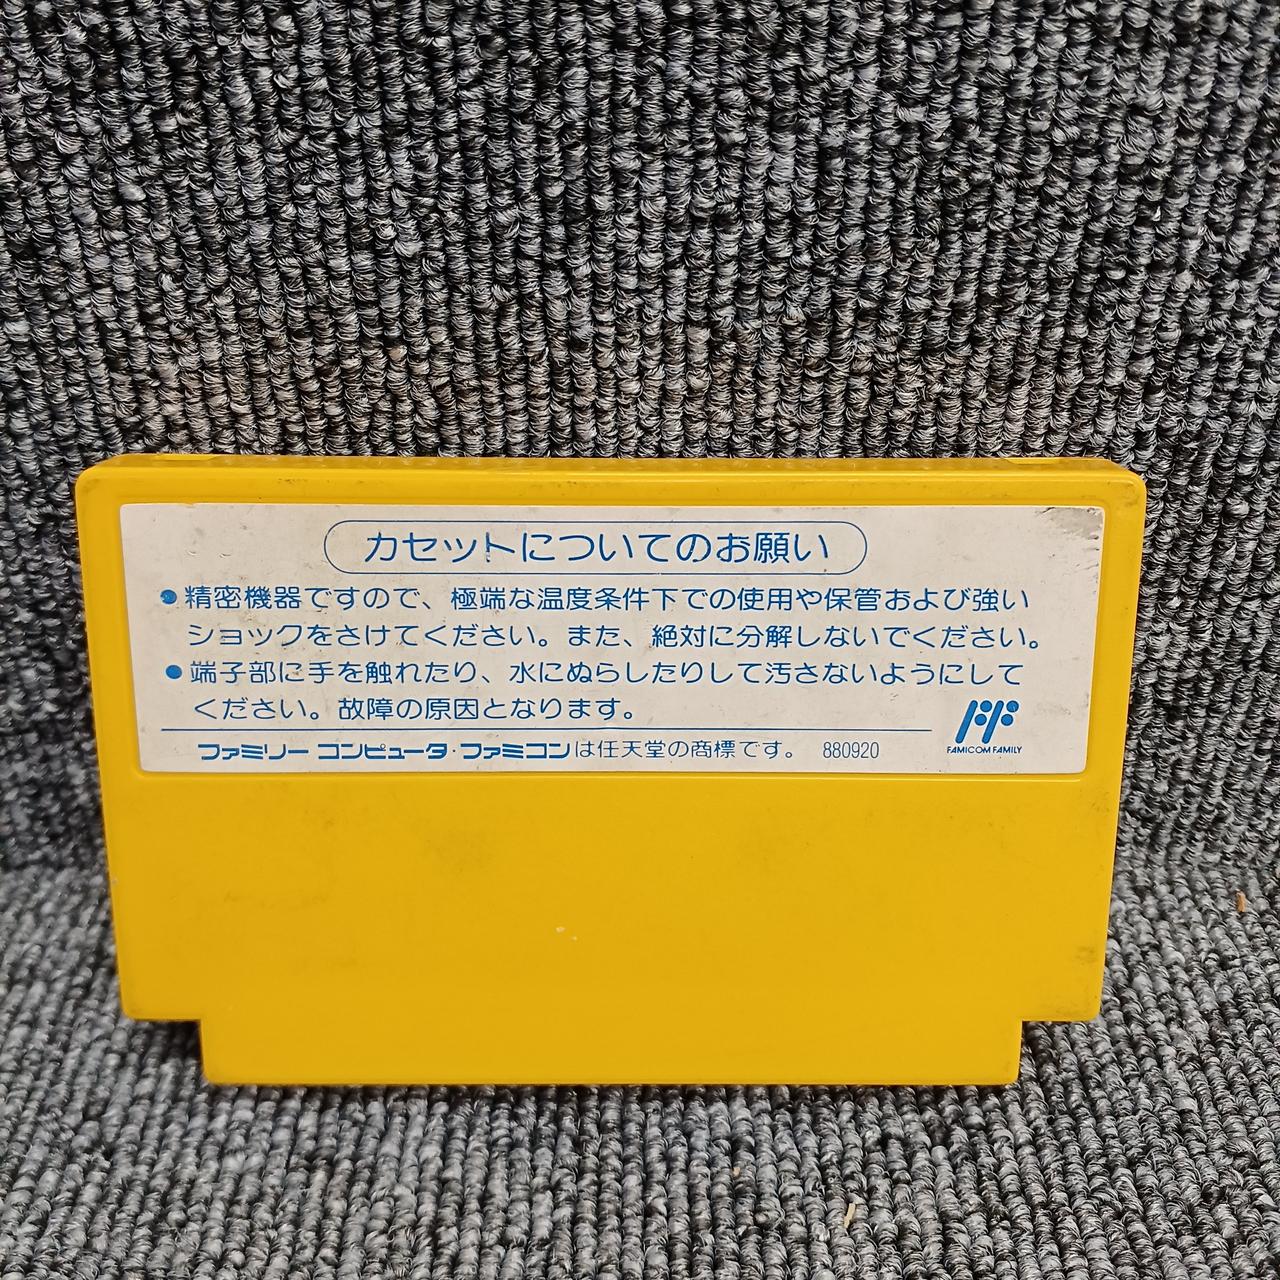 カセットについてのお願い
●精密機器ですので、極端な温度条件下での使用や保管および強い
ショックをさけてください。また、絶対に分解しないでください。
●端子部に手を触れたり、水にぬらしたりして汚さないようにして
ください。故障の原因となります。
ファミリー コンピュータ・ファミコンは任天堂の商標です。 880920
FF
FAMICOM FAMILY